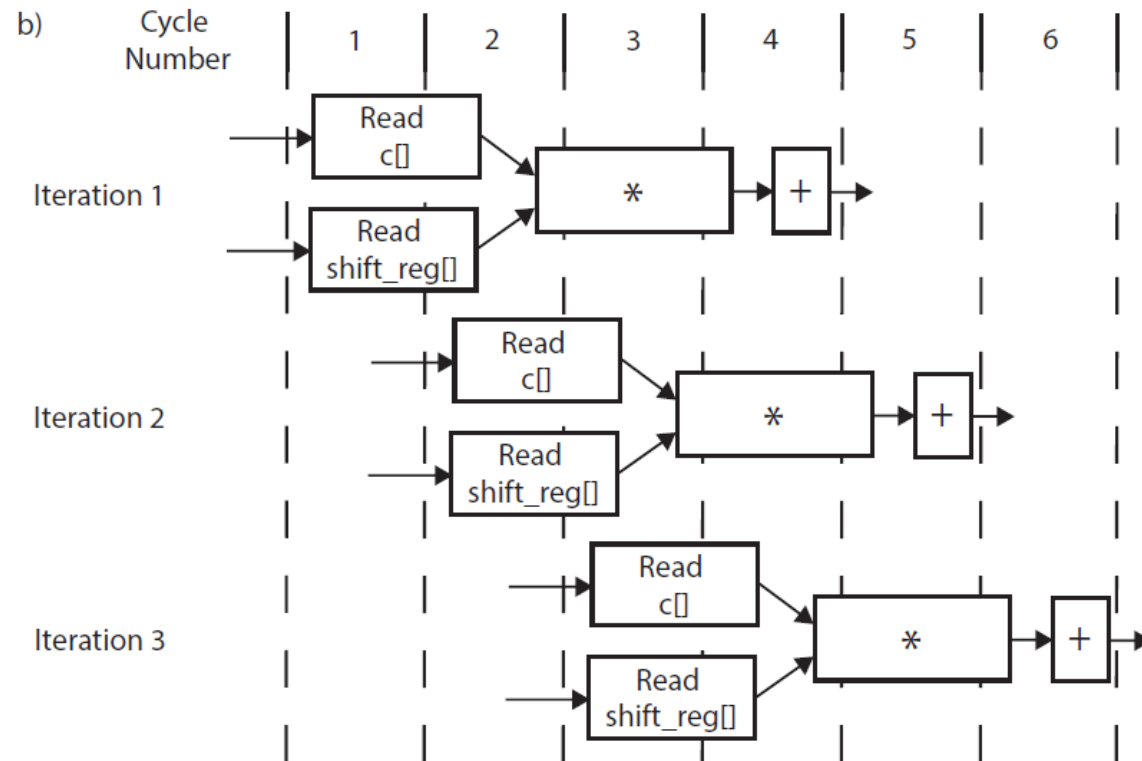 b)
Cycle
Number
1 2 3 4 5 6
Iteration 1
Read
c[]
Read
shift_reg[]
*
+
Iteration 2
Read
c[]
Read
shift_reg[]
*
+
Iteration 3
Read
c[]
Read
shift_reg[]
*
+